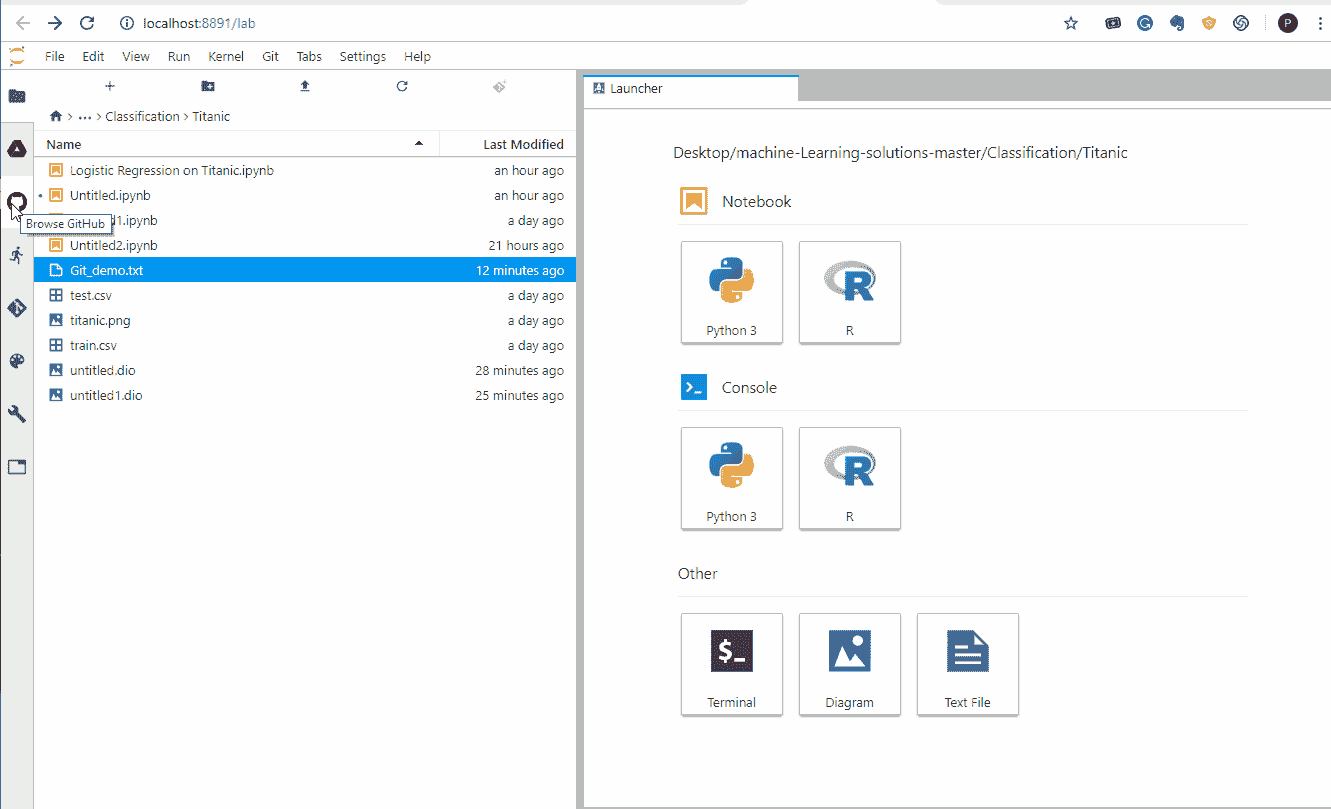 localhost:8891/lab
P
File Edit View Run Kernel Git Tabs Settings Help
Launcher
… > Classification > Titanic
Name Last Modified
Logistic Regression on Titanic.ipynb an hour ago
Untitled.ipynb an hour ago
d1.ipynb a day ago
Browse GitHub
Untitled2.ipynb 21 hours ago
Git_demo.txt 12 minutes ago
test.csv a day ago
titanic.png a day ago
train.csv a day ago
untitled.dio 28 minutes ago
untitled1.dio 25 minutes ago
Desktop/machine-Learning-solutions-master/Classification/Titanic
Notebook
Python 3 R
Console
Python 3 R
Other
$_
Terminal Diagram Text File